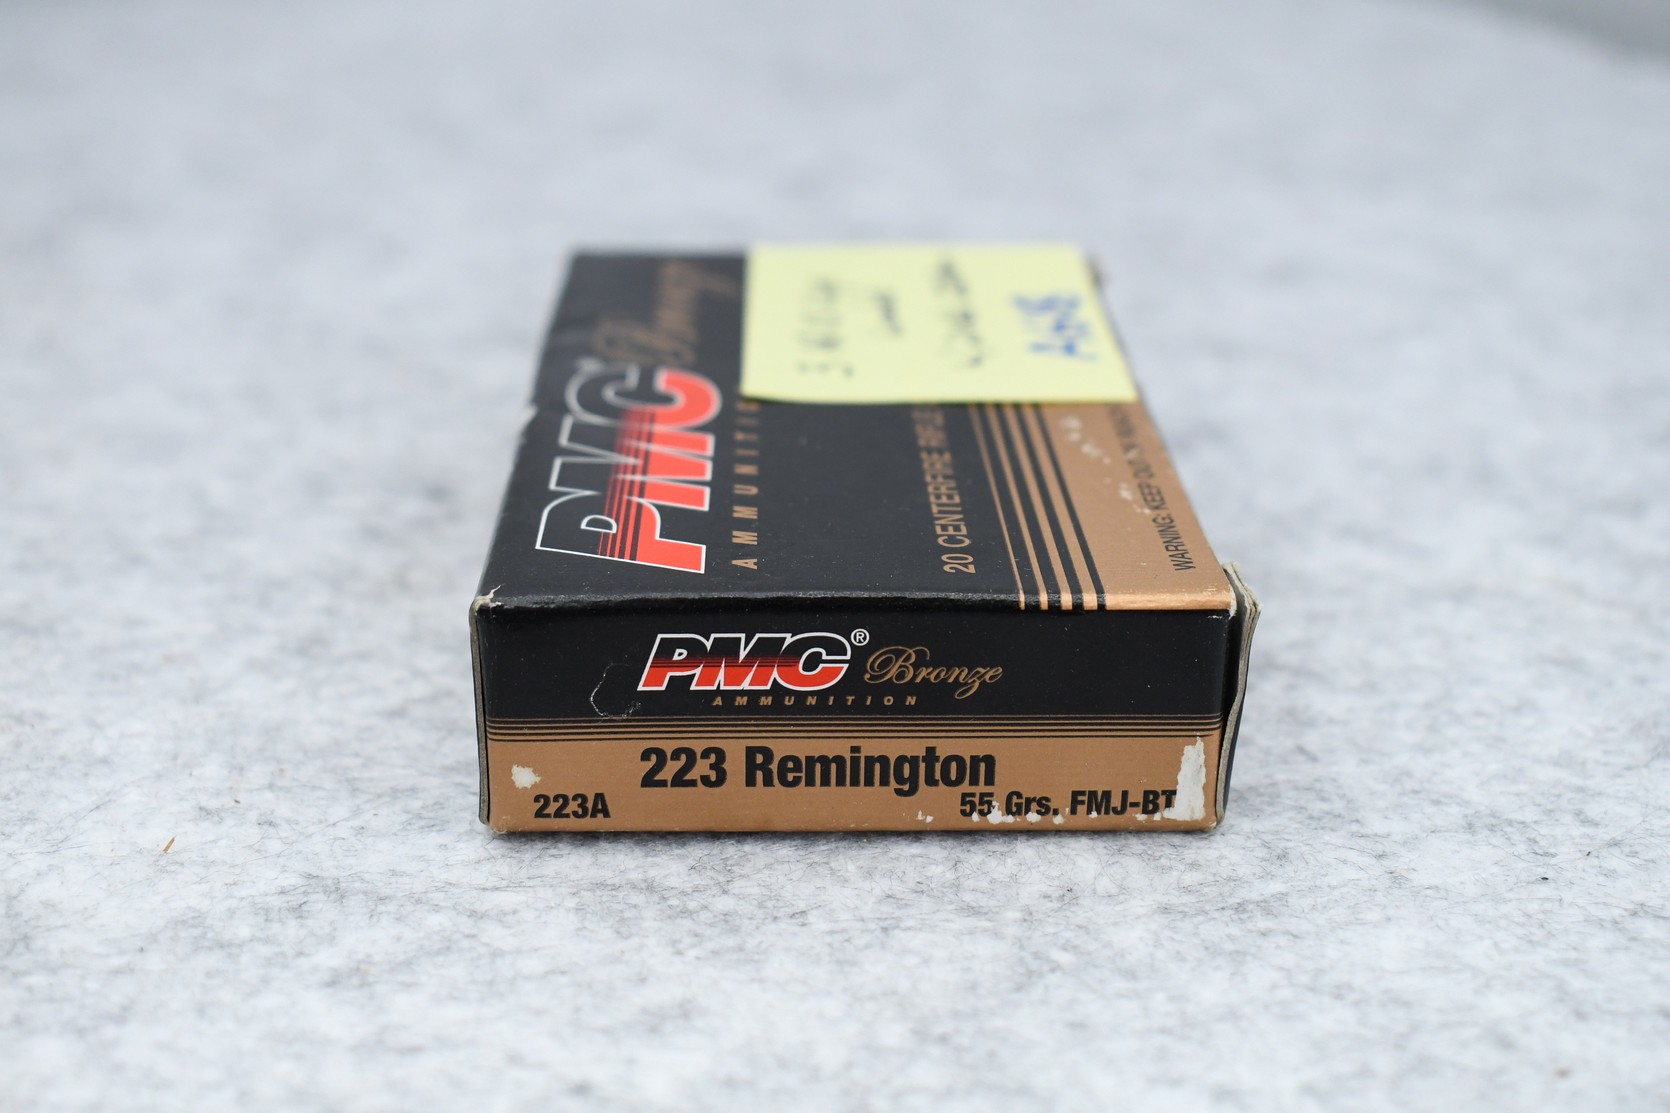 PMC® Bronze
AMMUNITION
20 CENTERFIRE RIFLE
WARNING: KEEP OUT
PMC® Bronze
AMMUNITION
223 Remington
223A
55 Grs. FMJ-BT